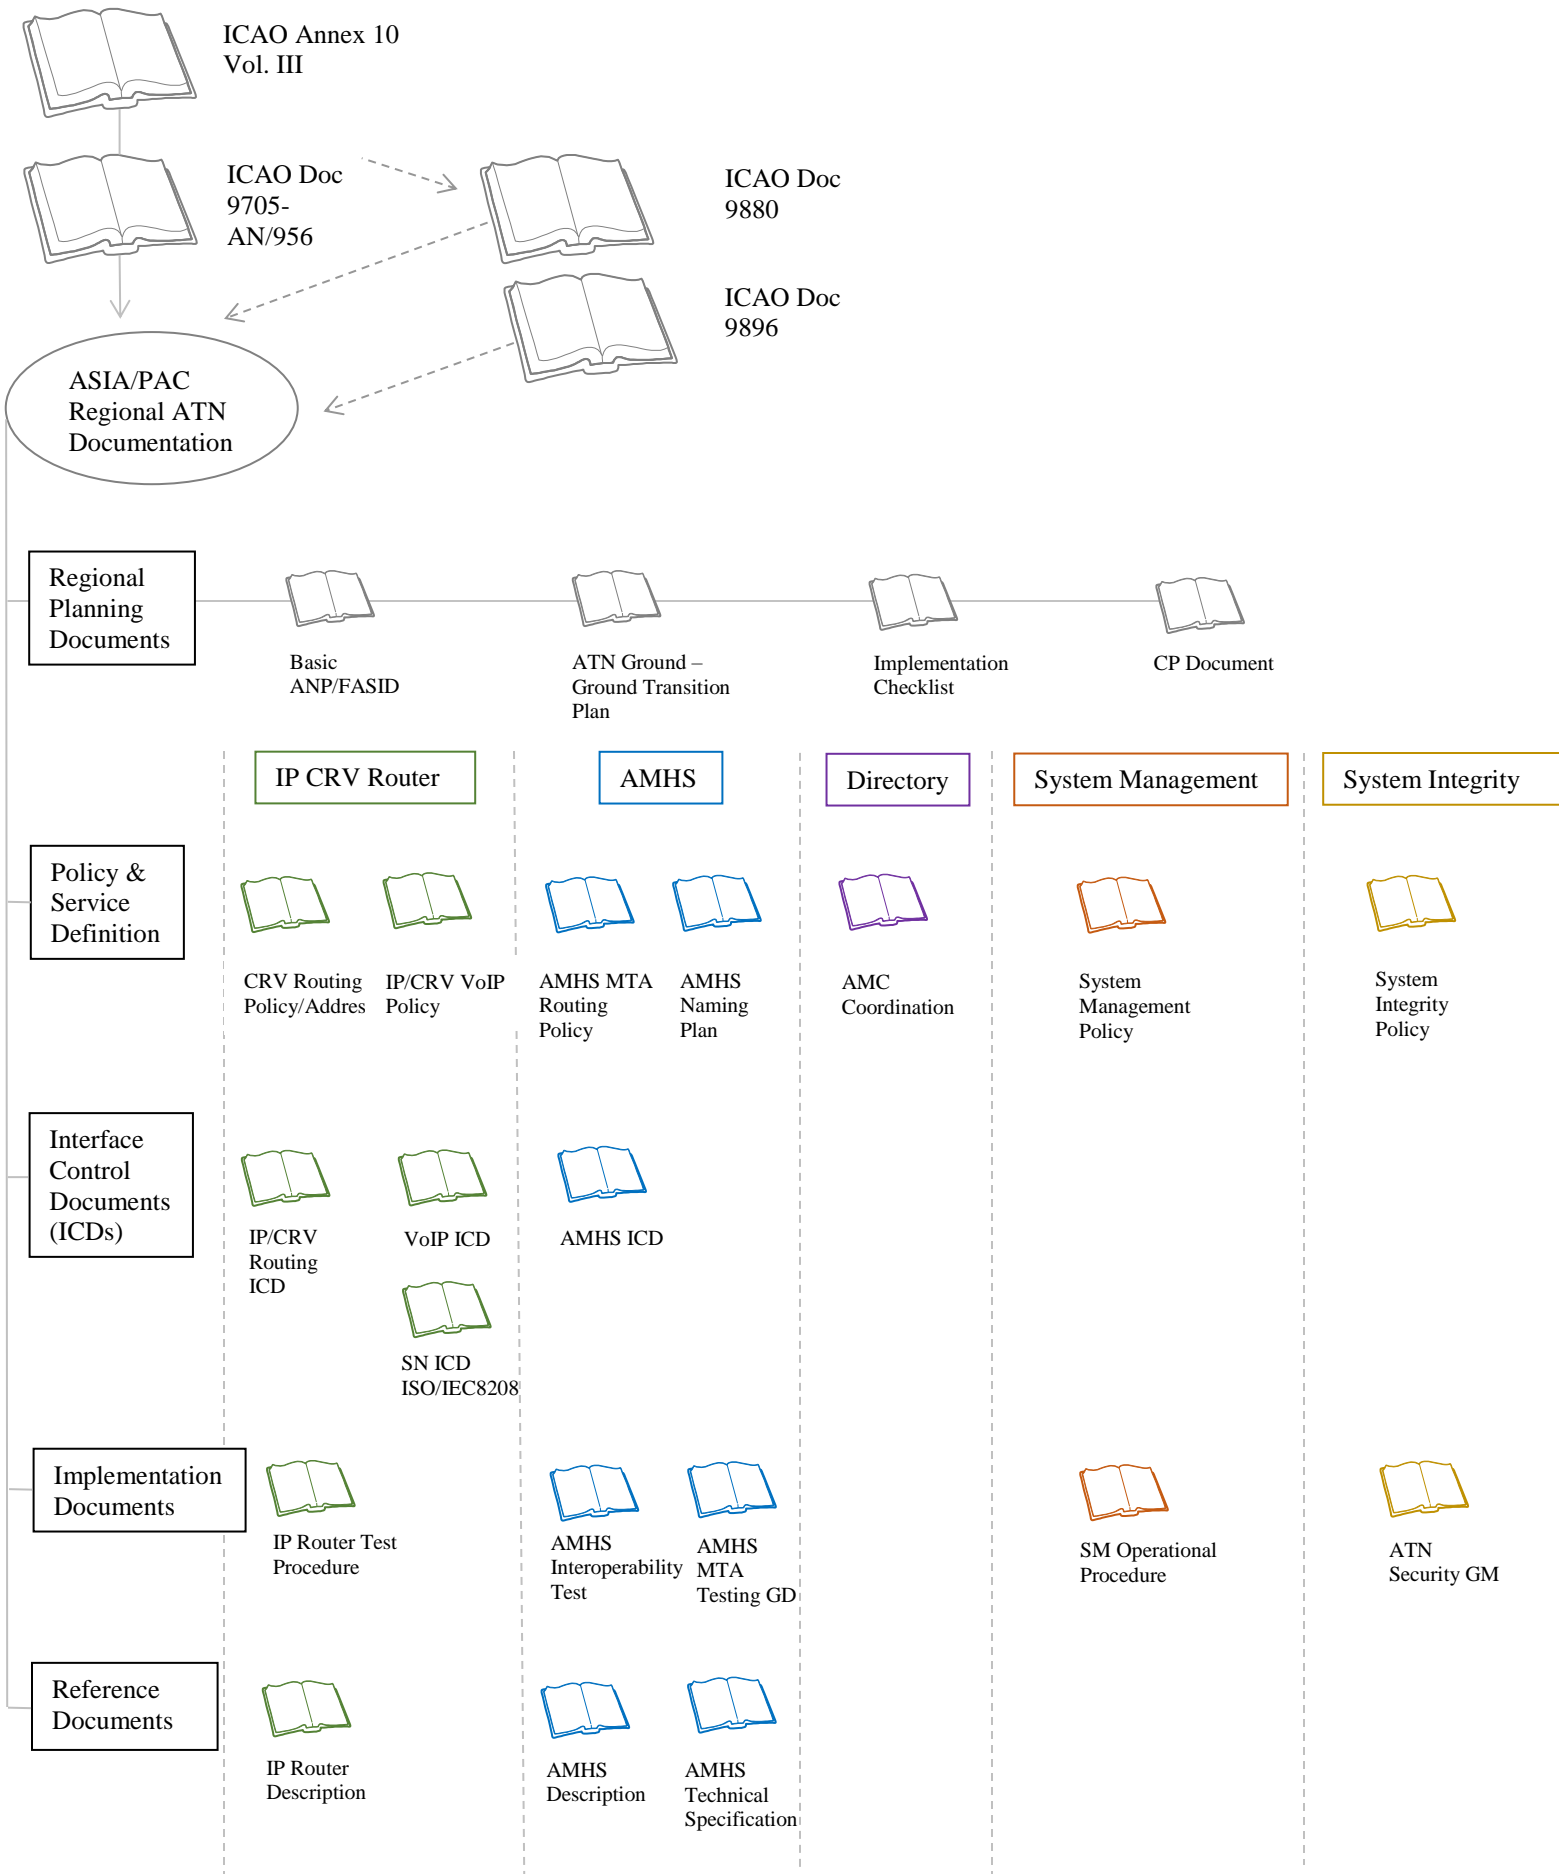 ICAO Annex 10
Vol. III
ICAO Doc
9705-
AN/956
ICAO Doc
9880
ICAO Doc
9896
ASIA/PAC
Regional ATN
Documentation
Regional
Planning
Documents
Basic
ANP/FASID
ATN Ground –
Ground Transition
Plan
Implementation
Checklist
CP Document
IP CRV Router
AMHS
Directory
System Management
System Integrity
Policy &
Service
Definition
CRV Routing
Policy/Addres
IP/CRV VoIP
Policy
AMHS MTA
Routing
Policy
AMHS
Naming
Plan
AMC
Coordination
System
Management
Policy
System
Integrity
Policy
Interface
Control
Documents
(ICDs)
IP/CRV
Routing
ICD
VoIP ICD
AMHS ICD
SN ICD
ISO/IEC8208
Implementation
Documents
IP Router Test
Procedure
AMHS
Interoperability
Test
AMHS
MTA
Testing GD
SM Operational
Procedure
ATN
Security GM
Reference
Documents
IP Router
Description
AMHS
Description
AMHS
Technical
Specification